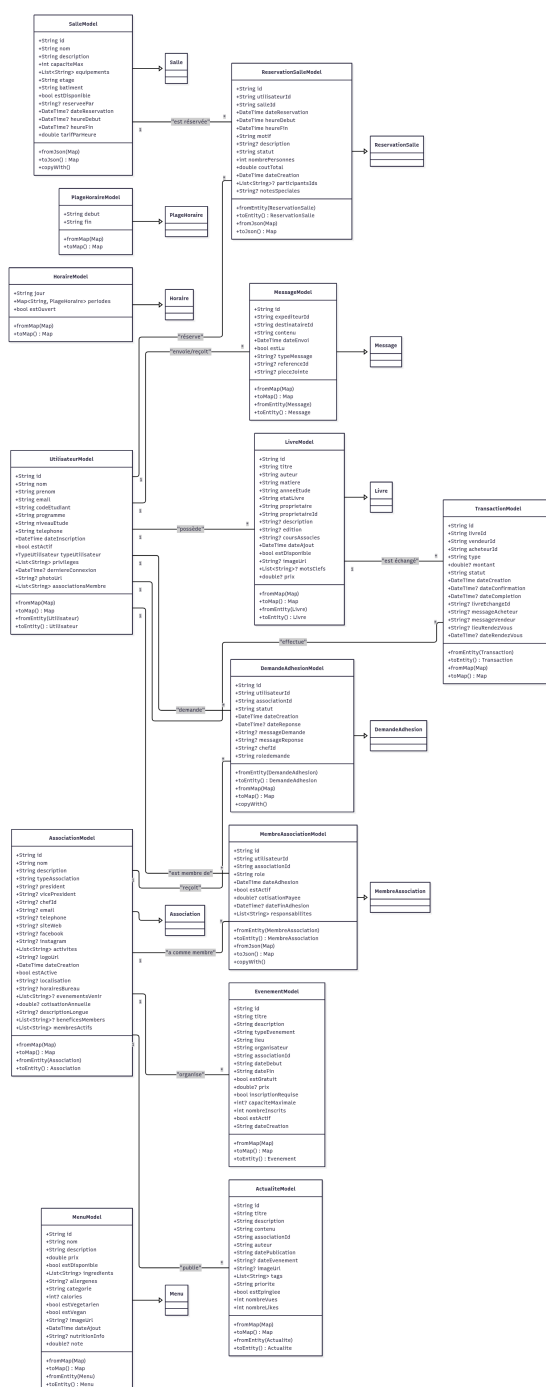 SalleModel
+String id
+String nom
+String description
+int capaciteMax
+List<String> equipements
+String etage
+String batiment
+bool estDisponible
+String? reserveePar
+DateTime? dateReservation
+DateTime? heureDebut
+DateTime? heureFin
+double tarifParHeure
+fromJson(Map)
+toJson() : Map
+copyWith()
Salle
ReservationSalleModel
+String id
+String utilisateurId
+String salleId
+DateTime dateReservation
+DateTime heureDebut
+DateTime heureFin
+String motif
+String? description
+String statut
+int nombrePersonnes
+double coutTotal
+DateTime dateCreation
+List<String>? participantsIds
+String? notesSpeciales
+fromEntity(ReservationSalle)
+toEntity() : ReservationSalle
+fromJson(Map)
+toJson() : Map
"est réservée"
ReservationSalle
PlageHoraireModel
+String debut
+String fin
+fromMap(Map)
+toMap() : Map
PlageHoraire
HoraireModel
+String jour
+Map<String, PlageHoraire> periodes
+bool estOuvert
+fromMap(Map)
+toMap() : Map
Horaire
MessageModel
+String id
+String expediteurId
+String destinataireId
+String contenu
+DateTime dateEnvoi
+bool estLu
+String? typeMessage
+String? referenceId
+String? pieceJointe
+fromMap(Map)
+toMap() : Map
+fromEntity(Message)
+toEntity() : Message
Message
"réserve"
"envoie/reçoit"
UtilisateurModel
+String id
+String nom
+String prenom
+String email
+String codeEtudiant
+String programme
+String niveauEtude
+String telephone
+DateTime dateInscription
+bool estActif
+TypeUtilisateur typeUtilisateur
+List<String> privileges
+DateTime? derniereConnexion
+String? photoUrl
+List<String> associationsMembre
+fromMap(Map)
+toMap() : Map
+fromEntity(Utilisateur)
+toEntity() : Utilisateur
"possède"
LivreModel
+String id
+String titre
+String auteur
+String matiere
+String anneeEtude
+String etatLivre
+String proprietaire
+String proprietaireId
+String? description
+String? edition
+String? coursAssocies
+DateTime dateAjout
+bool estDisponible
+String? imageUrl
+List<String>? motsClefs
+double? prix
+fromMap(Map)
+toMap() : Map
+fromEntity(Livre)
+toEntity() : Livre
Livre
"est échangé"
TransactionModel
+String id
+String livreId
+String vendeurId
+String acheteurId
+String type
+double? montant
+String statut
+DateTime dateCreation
+DateTime? dateConfirmation
+DateTime? dateCompletion
+String? livreEchangeId
+String? messageAcheteur
+String? messageVendeur
+String? lieuRendezVous
+DateTime? dateRendezVous
+fromEntity(Transaction)
+toEntity() : Transaction
+fromMap(Map)
+toMap() : Map
"effectue"
"demande"
DemandeAdhesionModel
+String id
+String utilisateurId
+String associationId
+String statut
+DateTime dateCreation
+DateTime? dateReponse
+String? messageDemande
+String? messageReponse
+String? chefId
+String roledemande
+fromEntity(DemandeAdhesion)
+toEntity() : DemandeAdhesion
+fromMap(Map)
+toMap() : Map
+copyWith()
DemandeAdhesion
AssociationModel
+String id
+String nom
+String description
+String typeAssociation
+String? president
+String? vicePresident
+String? chefId
+String? email
+String? telephone
+String? siteWeb
+String? facebook
+String? instagram
+List<String> activites
+String? logoUrl
+DateTime dateCreation
+bool estActive
+String? localisation
+String? horairesBureau
+List<String>? evenementsVenir
+double? cotisationAnnuelle
+String? descriptionLongue
+List<String>? beneficesMembers
+List<String> membresActifs
+fromMap(Map)
+toMap() : Map
+fromEntity(Association)
+toEntity() : Association
"est membre de"
"reçoit"
Association
"a comme membre"
MembreAssociationModel
+String id
+String utilisateurId
+String associationId
+String role
+DateTime dateAdhesion
+bool estActif
+double? cotisationPayee
+DateTime? dateFinAdhesion
+List<String> responsabilites
+fromEntity(MembreAssociation)
+toEntity() : MembreAssociation
+fromJson(Map)
+toJson() : Map
+copyWith()
MembreAssociation
"organise"
EvenementModel
+String id
+String titre
+String description
+String typeEvenement
+String lieu
+String organisateur
+String associationId
+String dateDebut
+String dateFin
+bool estGratuit
+double? prix
+bool inscriptionRequise
+int? capaciteMaximale
+int nombreInscrits
+bool estActif
+String dateCreation
+fromMap(Map)
+toMap() : Map
+toEntity() : Evenement
MenuModel
+String id
+String nom
+String description
+double prix
+bool estDisponible
+List<String> ingredients
+String? allergenes
+String categorie
+int? calories
+bool estVegetarien
+bool estVegan
+String? imageUrl
+DateTime dateAjout
+String? nutritionInfo
+double? note
+fromMap(Map)
+toMap() : Map
+fromEntity(Menu)
+toEntity() : Menu
Menu
"publie"
ActualiteModel
+String id
+String titre
+String description
+String contenu
+String associationId
+String auteur
+String datePublication
+String? dateEvenement
+String? imageUrl
+List<String> tags
+String priorite
+bool estEpinglee
+int nombreVues
+int nombreLikes
+fromMap(Map)
+toMap() : Map
+fromEntity(Actualite)
+toEntity() : Actualite